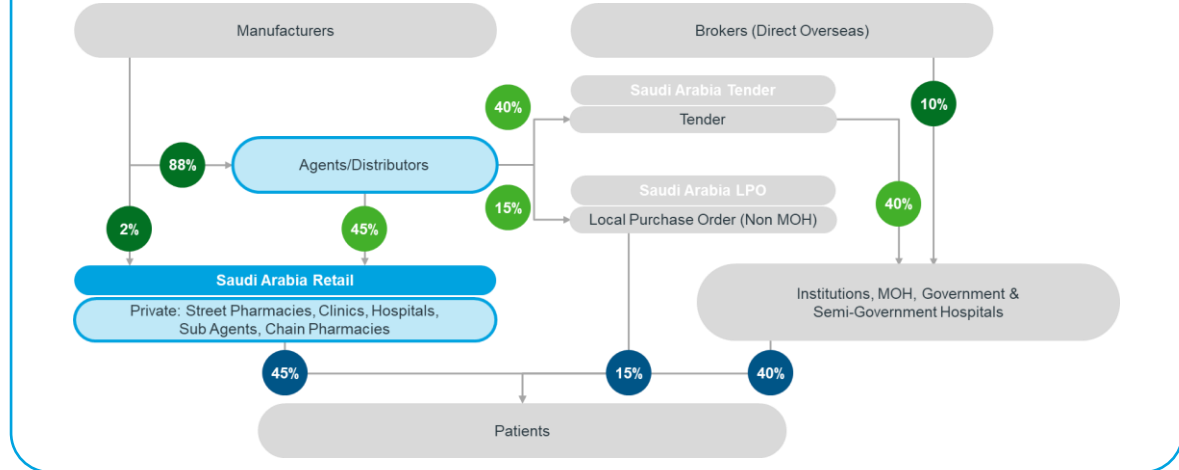 Manufacturers
Brokers (Direct Overseas)
Saudi Arabia Tender
40%
10%
Tender
88%
Agents/Distributors
Saudi Arabia LPO
15%
40%
Local Purchase Order (Non MOH)
2%
45%
Saudi Arabia Retail
Private: Street Pharmacies, Clinics, Hospitals,
Sub Agents, Chain Pharmacies
Institutions, MOH, Government &
Semi-Government Hospitals
45%
15%
40%
Patients